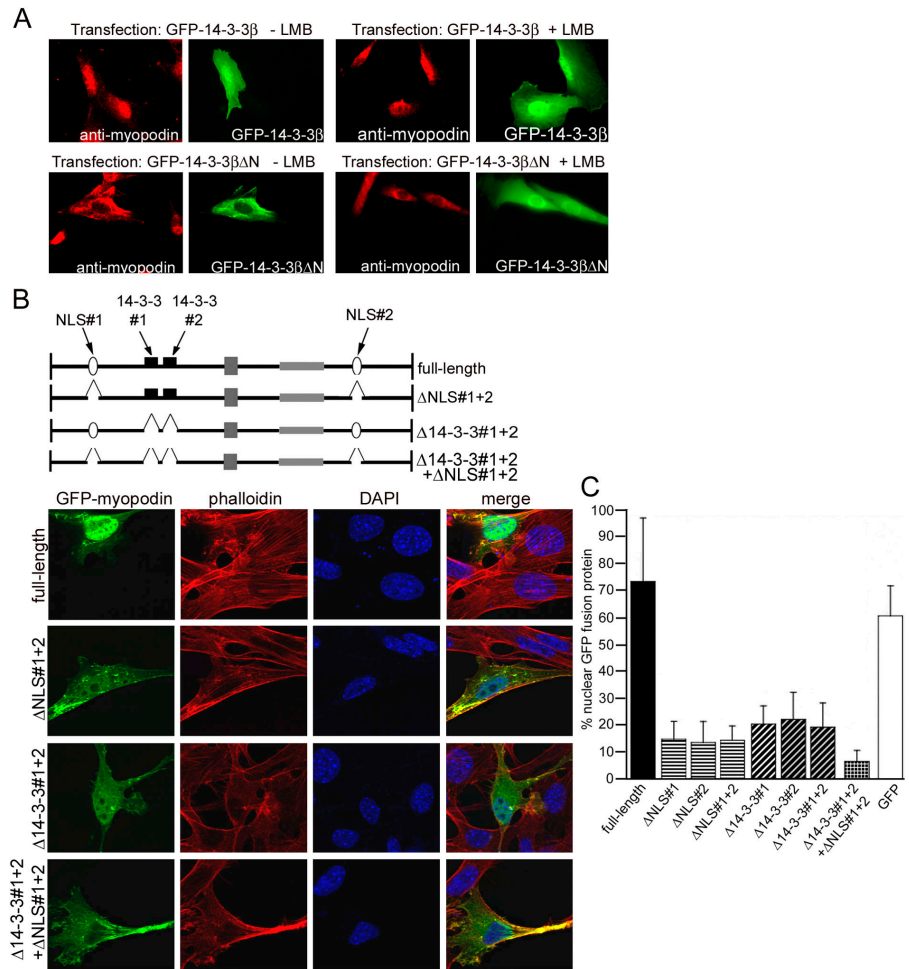 A
Transfection: GFP-14-3-3β - LMB
Transfection: GFP-14-3-3β + LMB
anti-myopodin
GFP-14-3-3β
anti-myopodin
GFP-14-3-3β
Transfection: GFP-14-3-3βΔN - LMB
Transfection: GFP-14-3-3βΔN + LMB
anti-myopodin
GFP-14-3-3βΔN
anti-myopodin
GFP-14-3-3βΔN
B
NLS#1
14-3-3
#1
14-3-3
#2
NLS#2
full-length
ΔNLS#1+2
Δ14-3-3#1+2
Δ14-3-3#1+2
+ΔNLS#1+2
GFP-myopodin
phalloidin
DAPI
merge
full-length
ΔNLS#1+2
Δ14-3-3#1+2
Δ14-3-3#1+2
+ΔNLS#1+2
C
% nuclear GFP fusion protein
100
90
80
70
60
50
40
30
20
10
0
full-length
ΔNLS#1
ΔNLS#2
ΔNLS#1+2
Δ14-3-3#1
Δ14-3-3#2
Δ14-3-3#1+2
Δ14-3-3#1+2
+ΔNLS#1+2
GFP